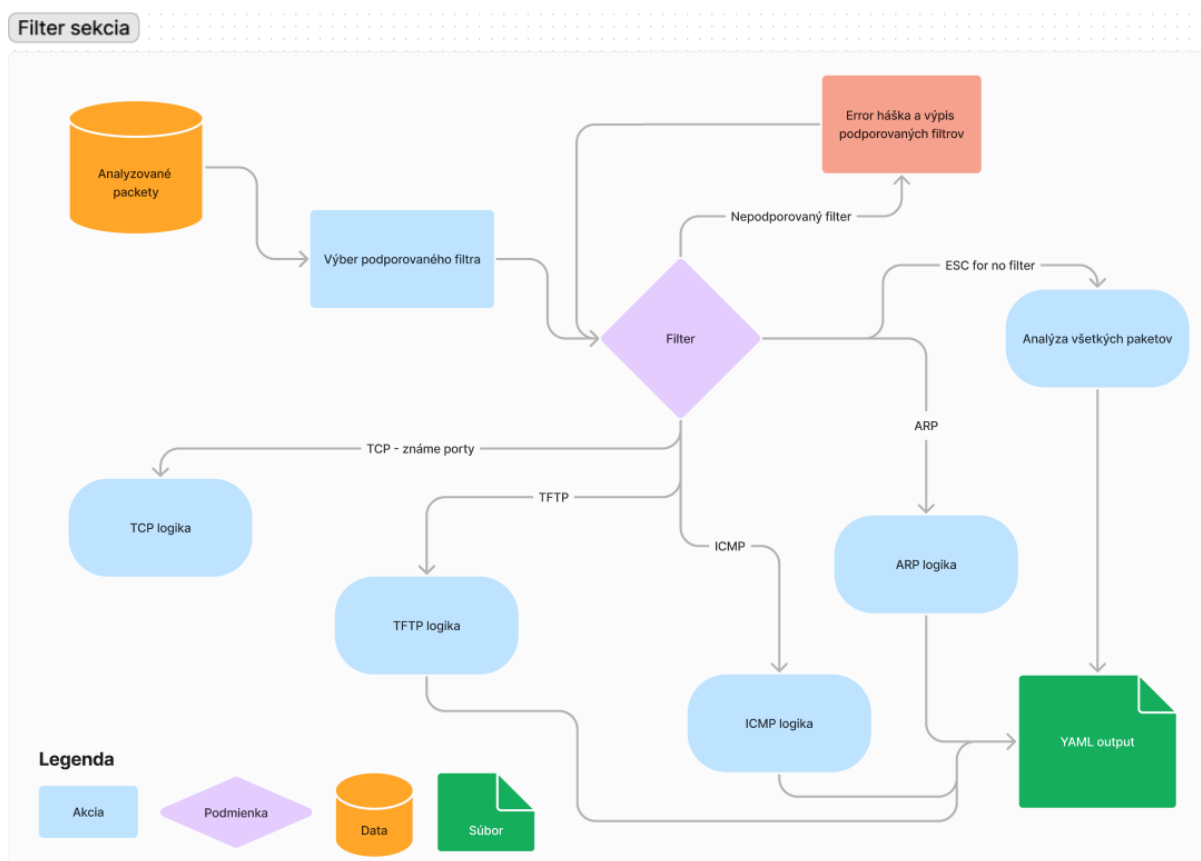 Filter sekcia
Error háška a výpis
podporovaných filtrov
Analyzované
packety
Nepodporovaný filter
Výber podporovaného filtra
ESC for no filter
Filter
Analýza všetkých paketov
ARP
TCP - známe porty
TFTP
TCP logika
ICMP
ARP logika
TFTP logika
ICMP logika
YAML output
Legenda
Akcia
Podmienka
Data
Súbor